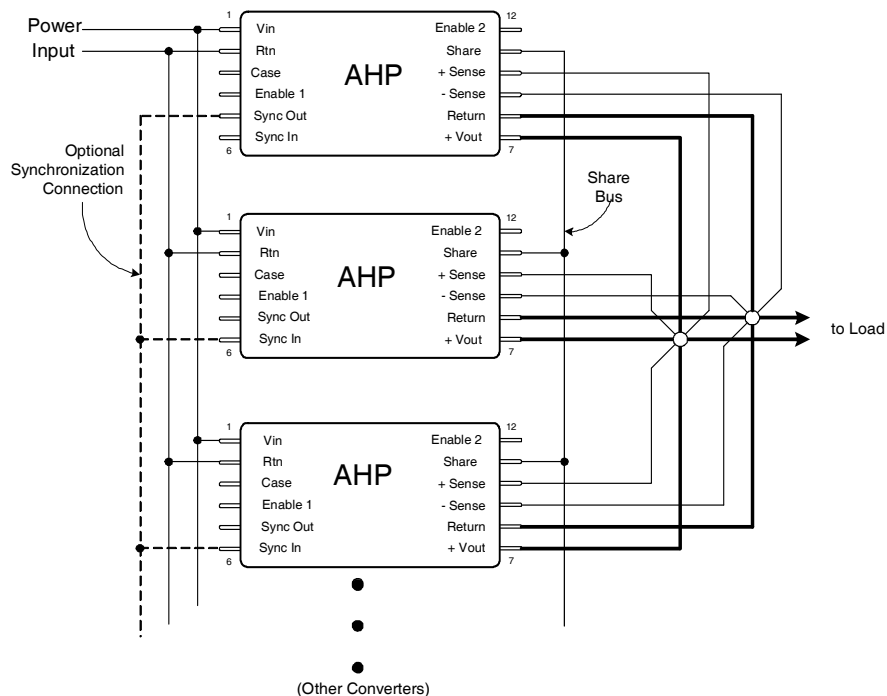 Power
Input
1
12
Vin
Enable 2
Rtn
Share
Case
+ Sense
AHP
Enable 1
- Sense
Sync Out
Return
Sync In
+ Vout
6
7
Optional
Synchronization
Connection
Share
Bus
1
12
Vin
Enable 2
Rtn
Share
Case
+ Sense
AHP
Enable 1
- Sense
Sync Out
Return
Sync In
+ Vout
6
7
to Load
1
12
Vin
Enable 2
Rtn
Share
Case
+ Sense
AHP
Enable 1
- Sense
Sync Out
Return
Sync In
+ Vout
6
7
(Other Converters)